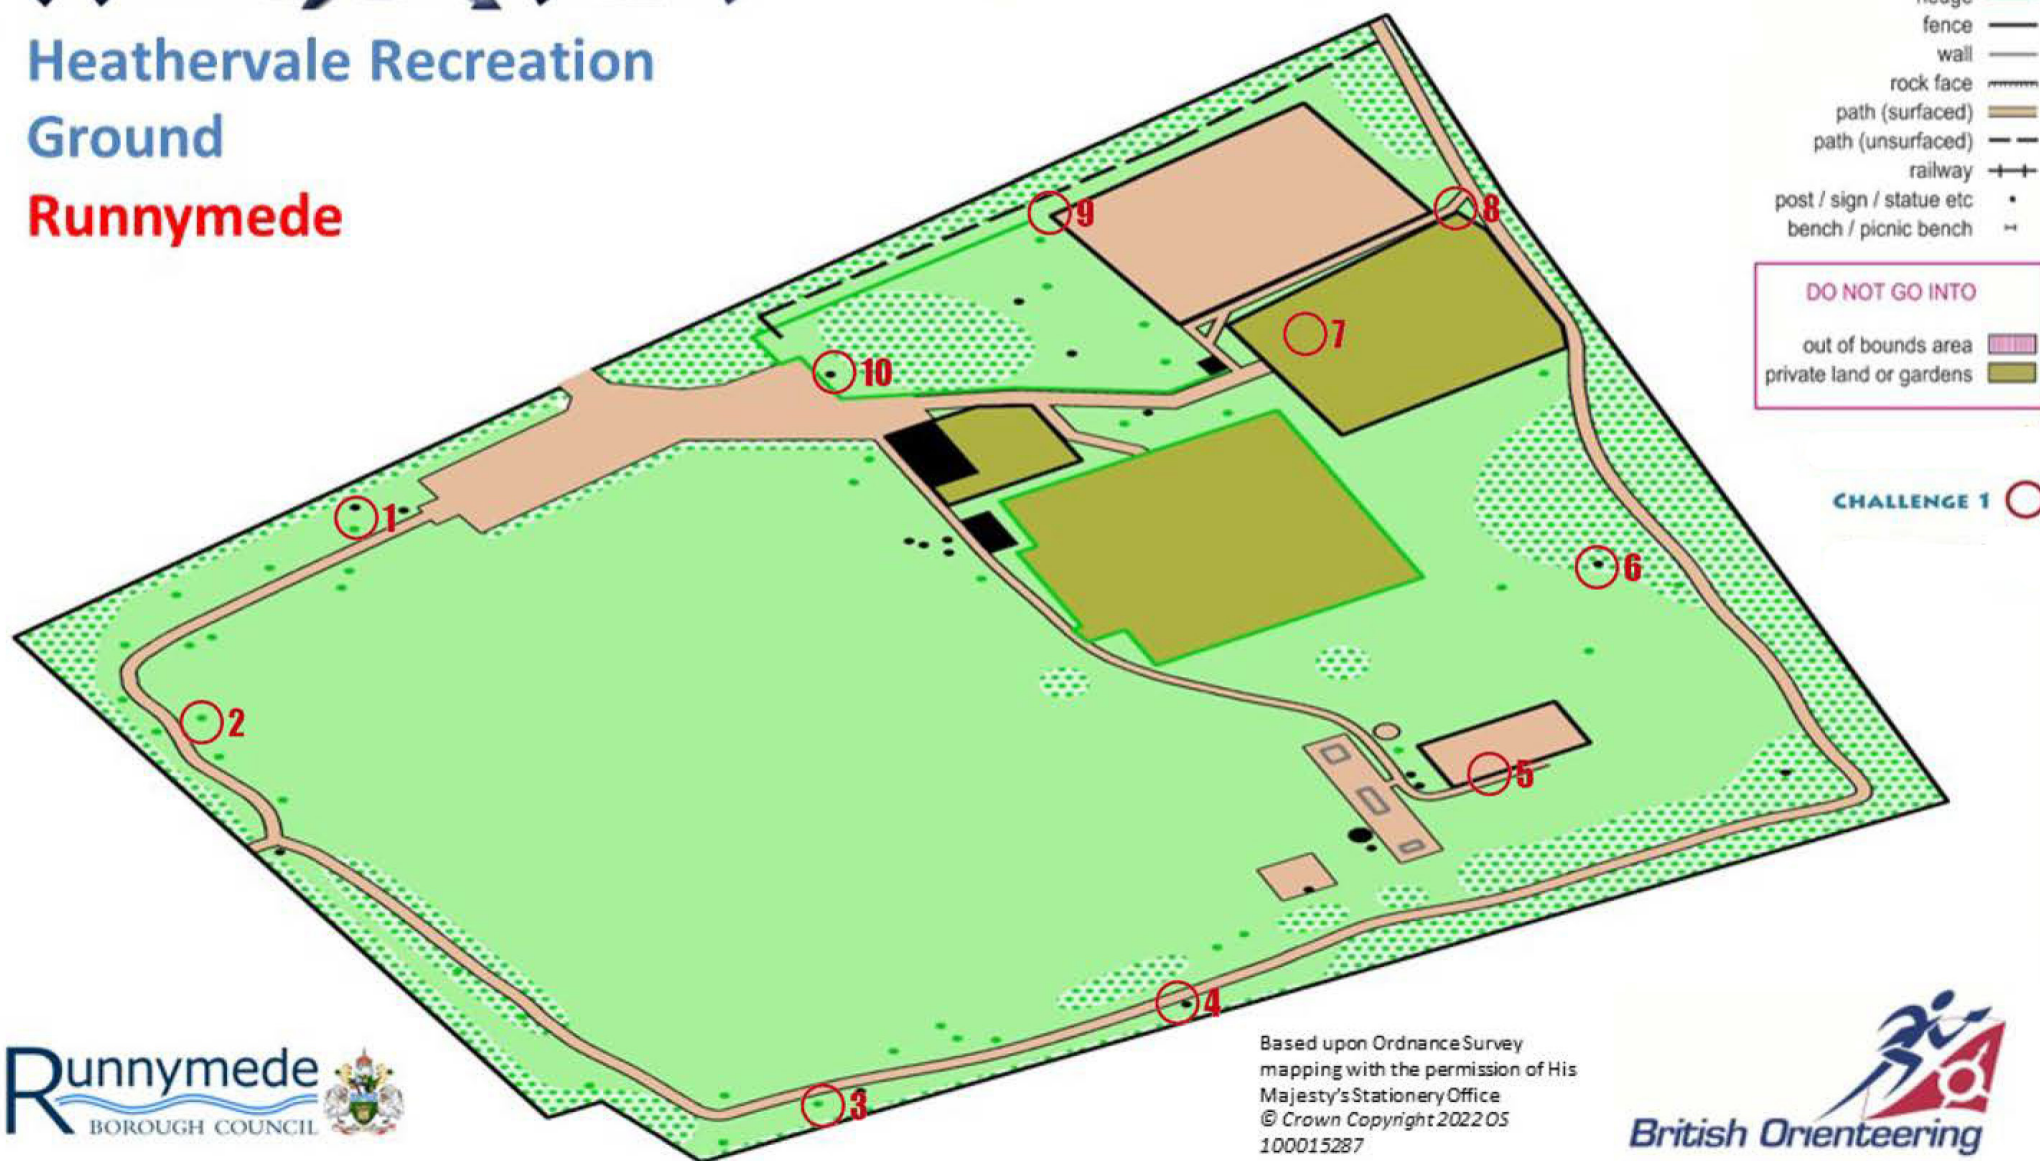 Heathervale Recreation
Ground
Runnymede
fence
wall
rock face
path (surfaced)
path (unsurfaced)
railway
post / sign / statue etc
bench / picnic bench
DO NOT GO INTO
out of bounds area
private land or gardens
CHALLENGE 1
1
2
3
4
5
6
7
8
9
10
Runnymede
BOROUGH COUNCIL
Based upon Ordnance Survey
mapping with the permission of His
Majesty's Stationery Office
© Crown Copyright 2022 OS
100015287
British Orienteering